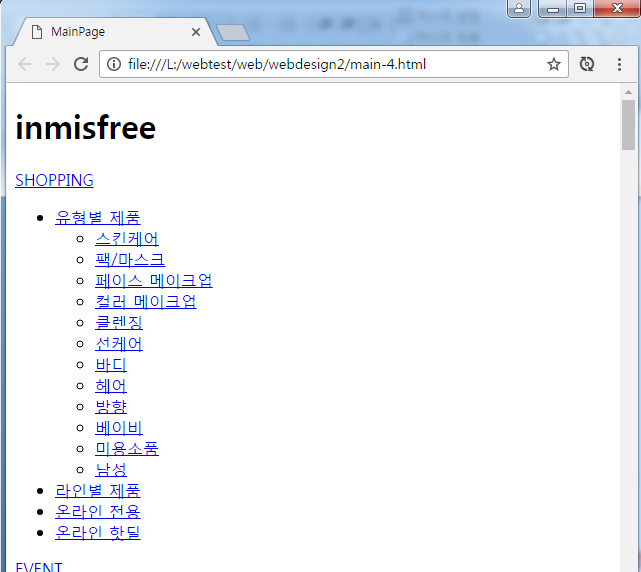 MainPage
file:///L:/webtest/web/webdesign2/main-4.html
inmisfree
SHOPPING
유형별 제품
스킨케어
팩/마스크
페이스 메이크업
컬러 메이크업
클렌징
선케어
바디
헤어
방향
베이비
미용소품
남성
라인별 제품
온라인 전용
온라인 핫딜
EVENT